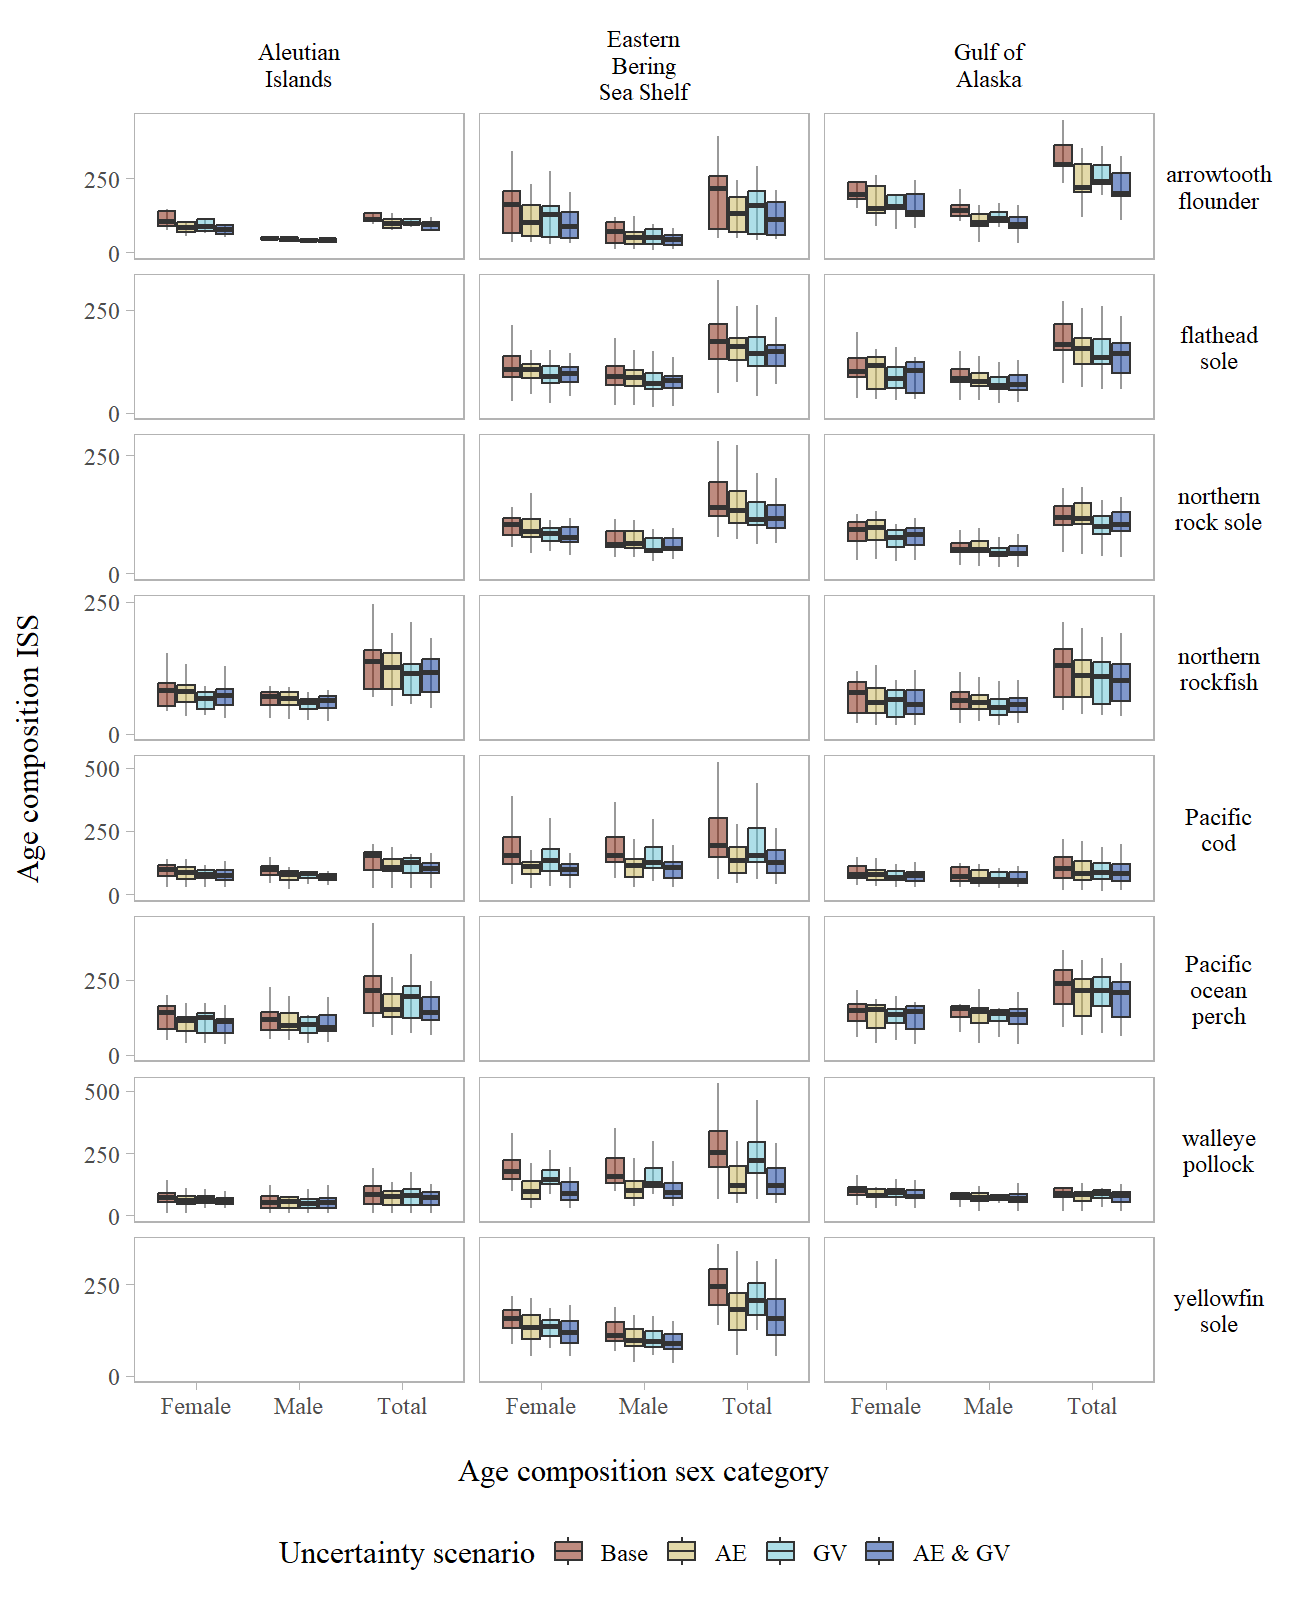 Aleutian
Islands
Eastern
Bering
Sea Shelf
Gulf of
Alaska
250
0
arrowtooth
flounder
250
0
flathead
sole
250
0
northern
rock sole
250
0
northern
rockfish
500
250
0
Pacific
cod
250
0
Pacific
ocean
perch
500
250
0
walleye
pollock
250
0
yellowfin
sole
Age composition ISS
Female Male Total Female Male Total Female Male Total
Age composition sex category
Uncertainty scenario Base AE GV AE & GV